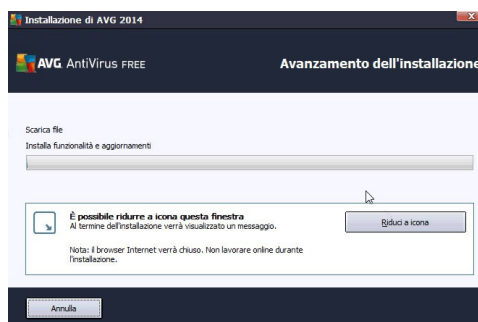 Installazione di AVG 2014
AVG AntiVirus FREE
Avanzamento dell'installazione
Scarica file
Installa funzionalità e aggiornamenti
È possibile ridurre a icona questa finestra
Al termine dell'installazione verrà visualizzato un messaggio.
Riduci a icona
Nota: il browser Internet verrà chiuso. Non lavorare online durante
l'installazione.
Annulla